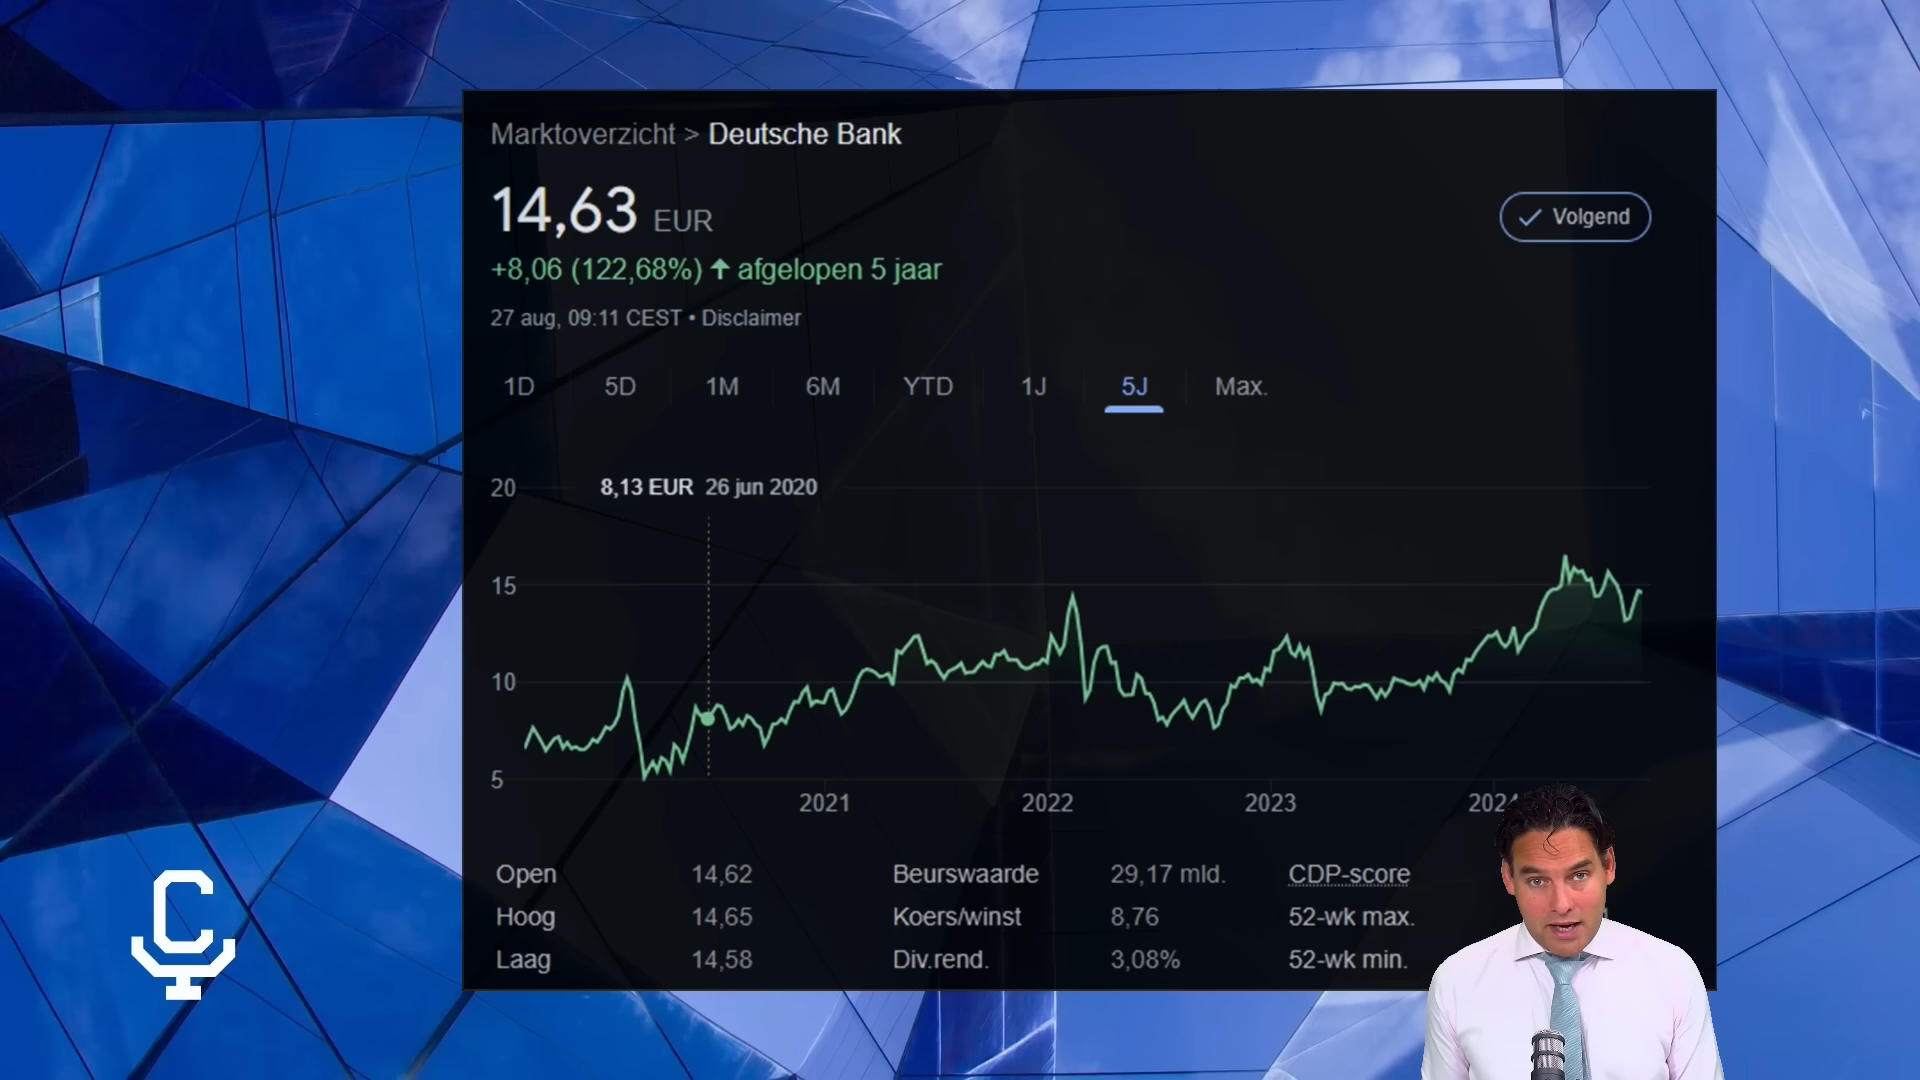 Marktoverzicht > Deutsche Bank
14,63 EUR
Volgend
+8,06 (122,68%) ↑ afgelopen 5 jaar
27 aug, 09:11 CEST • Disclaimer
1D 5D 1M 6M YTD 1J 5J Max.
20
8,13 EUR 26 jun 2020
15
10
5
2021 2022 2023 2024
Open 14,62 Beurswaarde 29,17 mld. CDP-score
Hoog 14,65 Koers/winst 8,76 52-wk max.
Laag 14,58 Div.rend. 3,08% 52-wk min.